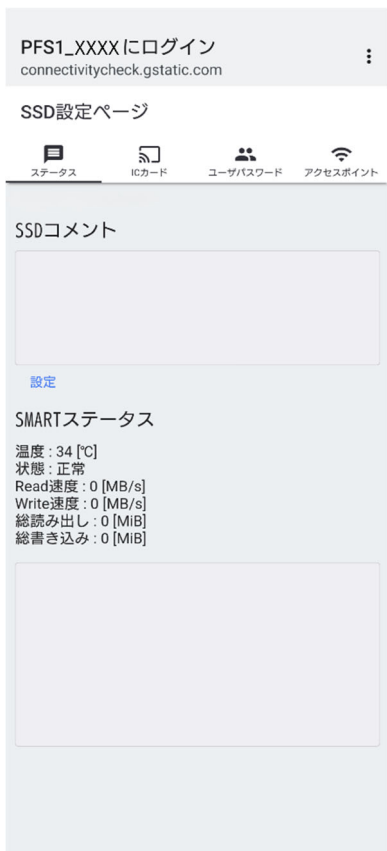 PFS1_XXXX にログイン
connectivitycheck.gstatic.com
SSD設定ページ
ステータス
ICカード
ユーザパスワード
アクセスポイント
SSDコメント
設定
SMARTステータス
温度 : 34 [℃]
状態 : 正常
Read速度 : 0 [MB/s]
Write速度 : 0 [MB/s]
総読み出し : 0 [MiB]
総書き込み : 0 [MiB]